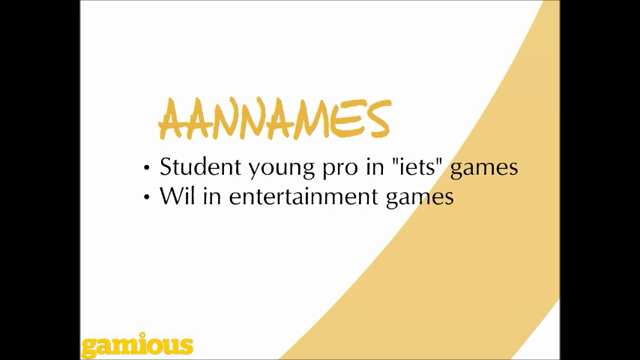 AANNAMES
• Student young pro in "iets" games
• Wil in entertainment games
gamious